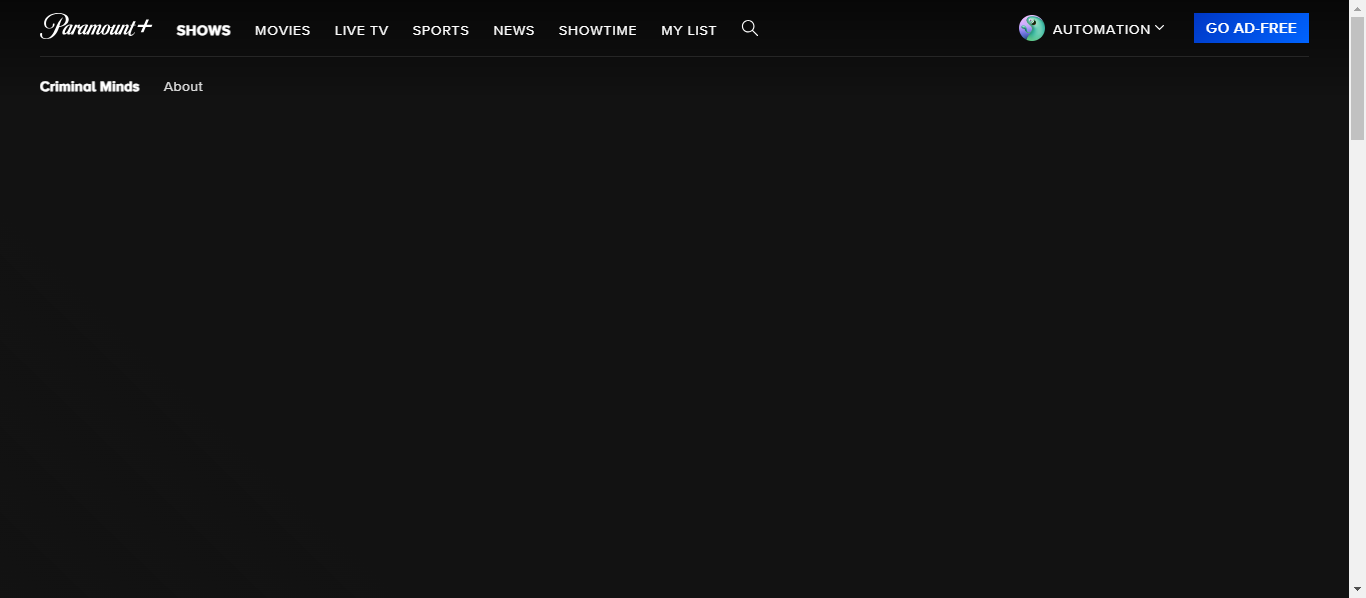 Paramount+ SHOWS MOVIES LIVE TV SPORTS NEWS SHOWTIME MY LIST AUTOMATION GO AD-FREE
Criminal Minds About